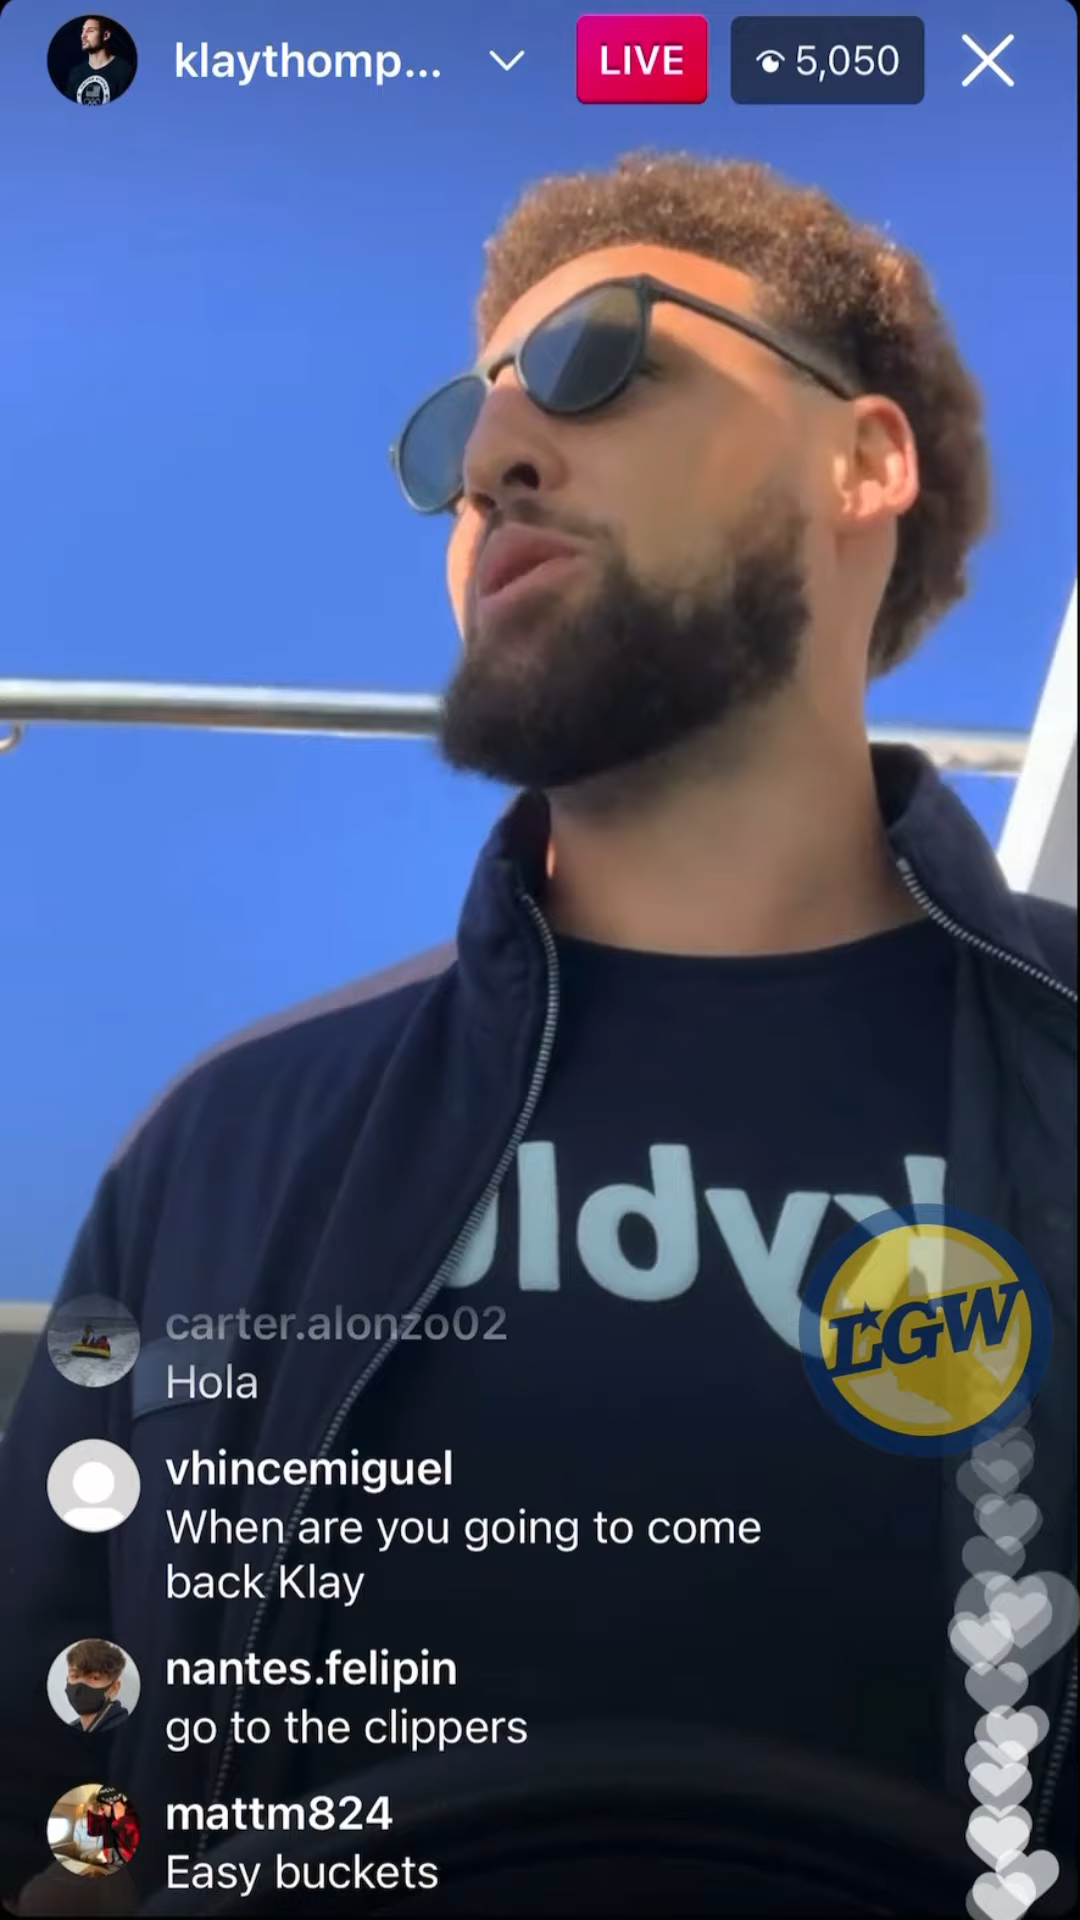 klaythomp...
LIVE
5,050
LGW
carter.alonzo02
Hola
vhincemiguel
When are you going to come
back Klay
nantes.felipin
go to the clippers
mattm824
Easy buckets